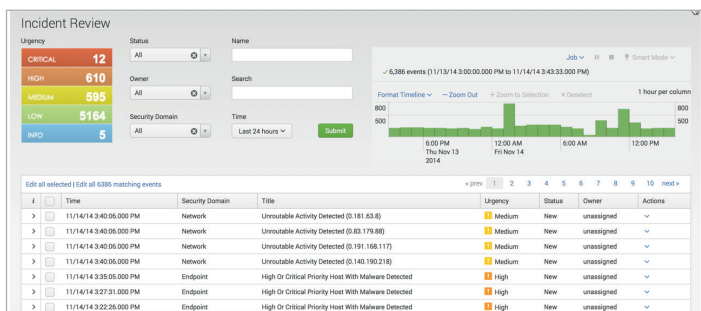 Incident Review
Urgency
CRITICAL 12
HIGH 610
MEDIUM 595
LOW 5164
INFO 5
Status
All
Owner
All
Security Domain
All
Name
Search
Time
Last 24 hours
Submit
Job
Smart Mode
6,386 events (11/13/14 3:00:00.000 PM to 11/14/14 3:43:33.000 PM)
Format Timeline — Zoom Out + Zoom to Selection × Deselect 1 hour per column
800 800
500 500
6:00 PM 12:00 AM 6:00 AM 12:00 PM
Thu Nov 13 Fri Nov 14
2014
Edit all selected | Edit all 6386 matching events
« prev 1 2 3 4 5 6 7 8 9 10 next »
i Time Security Domain Title Urgency Status Owner Actions
> 11/14/14 3:40:06.000 PM Network Unroutable Activity Detected (0.181.63.8) ! Medium New unassigned
> 11/14/14 3:40:06.000 PM Network Unroutable Activity Detected (0.83.179.88) ! Medium New unassigned
> 11/14/14 3:40:06.000 PM Network Unroutable Activity Detected (0.191.168.117) ! Medium New unassigned
> 11/14/14 3:40:06.000 PM Network Unroutable Activity Detected (0.140.190.218) ! Medium New unassigned
> 11/14/14 3:35:05.000 PM Endpoint High Or Critical Priority Host With Malware Detected ! High New unassigned
> 11/14/14 3:27:31.000 PM Endpoint High Or Critical Priority Host With Malware Detected ! High New unassigned
> 11/14/14 3:22:26.000 PM Endpoint High Or Critical Priority Host With Malware Detected ! High New unassigned